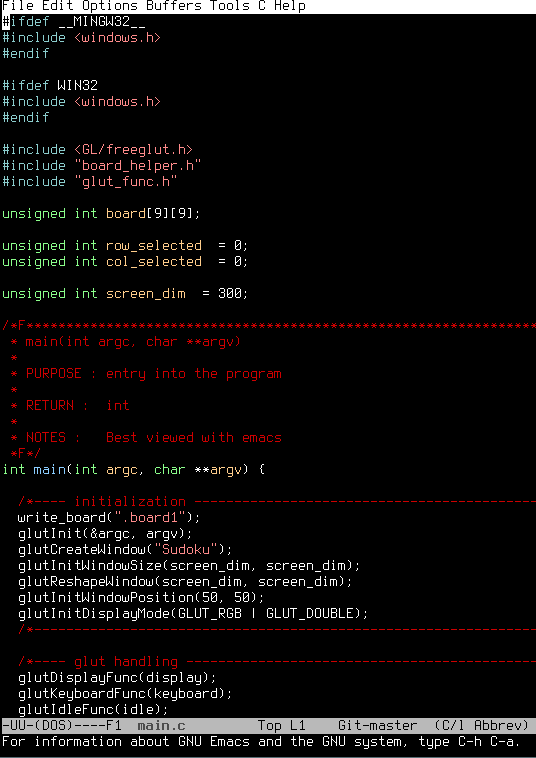 File Edit Options Buffers Tools C Help
#ifdef __MINGW32__
#include <windows.h>
#endif

#ifdef WIN32
#include <windows.h>
#endif

#include <GL/freeglut.h>
#include "board_helper.h"
#include "glut_func.h"

unsigned int board[9][9];

unsigned int row_selected  = 0;
unsigned int col_selected  = 0;

unsigned int screen_dim  = 300;

/*F****************************************************************
 * main(int argc, char **argv)
 *
 * PURPOSE : entry into the program
 *
 * RETURN :  int
 *
 * NOTES :   Best viewed with emacs
 *F*/
int main(int argc, char **argv) {

  /*---- initialization -------------------------------------------
  write_board(".board1");
  glutInit(&argc, argv);
  glutCreateWindow("Sudoku");
  glutInitWindowSize(screen_dim, screen_dim);
  glutReshapeWindow(screen_dim, screen_dim);
  glutInitWindowPosition(50, 50);
  glutInitDisplayMode(GLUT_RGB | GLUT_DOUBLE);
  /*---------------------------------------------------------------

  /*---- glut handling --------------------------------------------
  glutDisplayFunc(display);
  glutKeyboardFunc(keyboard);
  glutIdleFunc(idle);
-UU-(DOS)----F1  main.c         Top L1    Git-master  (C/l Abbrev)
For information about GNU Emacs and the GNU system, type C-h C-a.